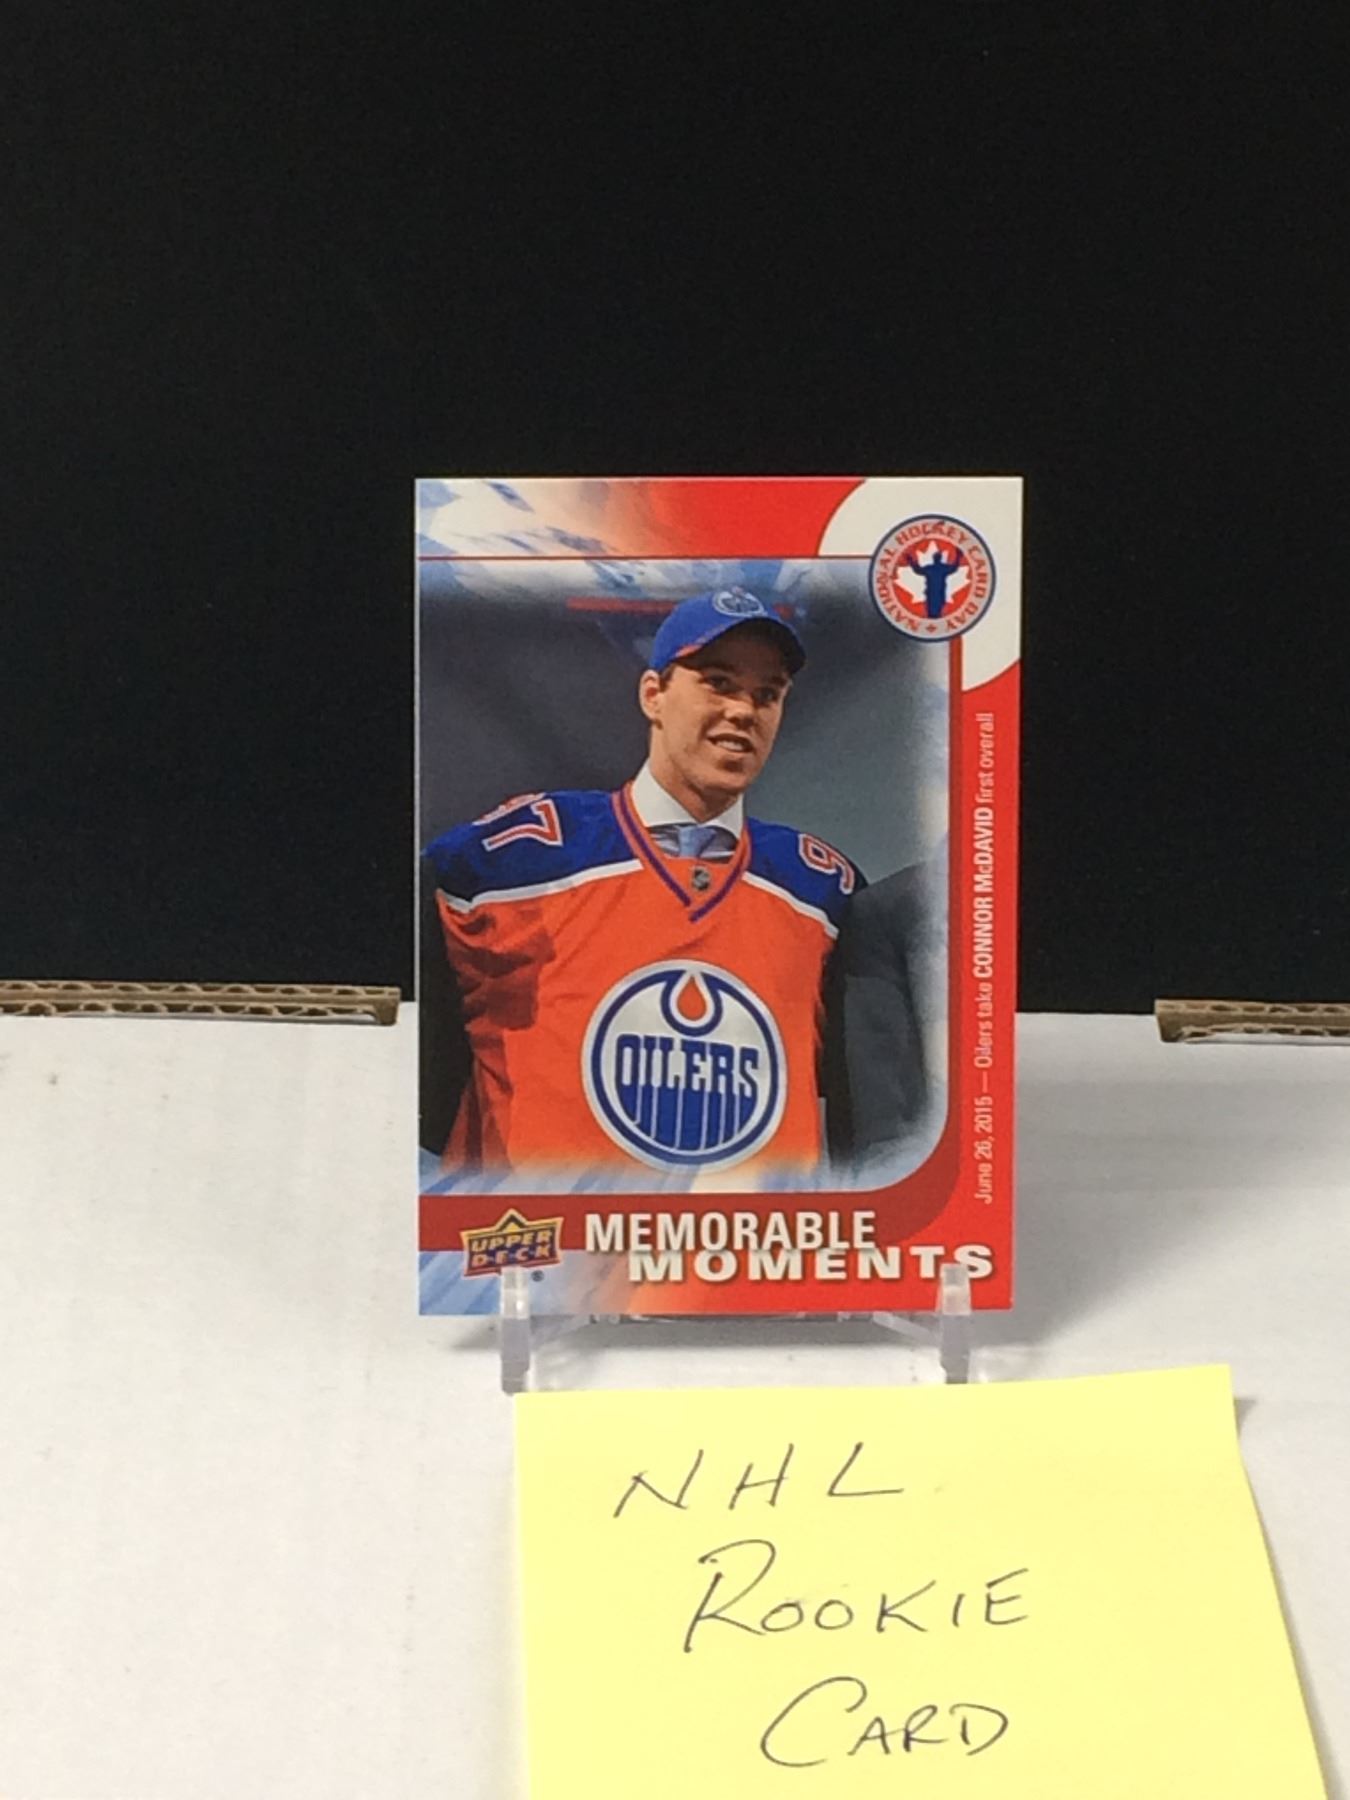 NATIONAL HOCKEY CARD DAY
97
97
OILERS
June 26, 2015 — Oilers take CONNOR McDAVID first overall
UPPER
D·E·C·K
®
MEMORABLE
MOMENTS
NHL
ROOKIE
CARD